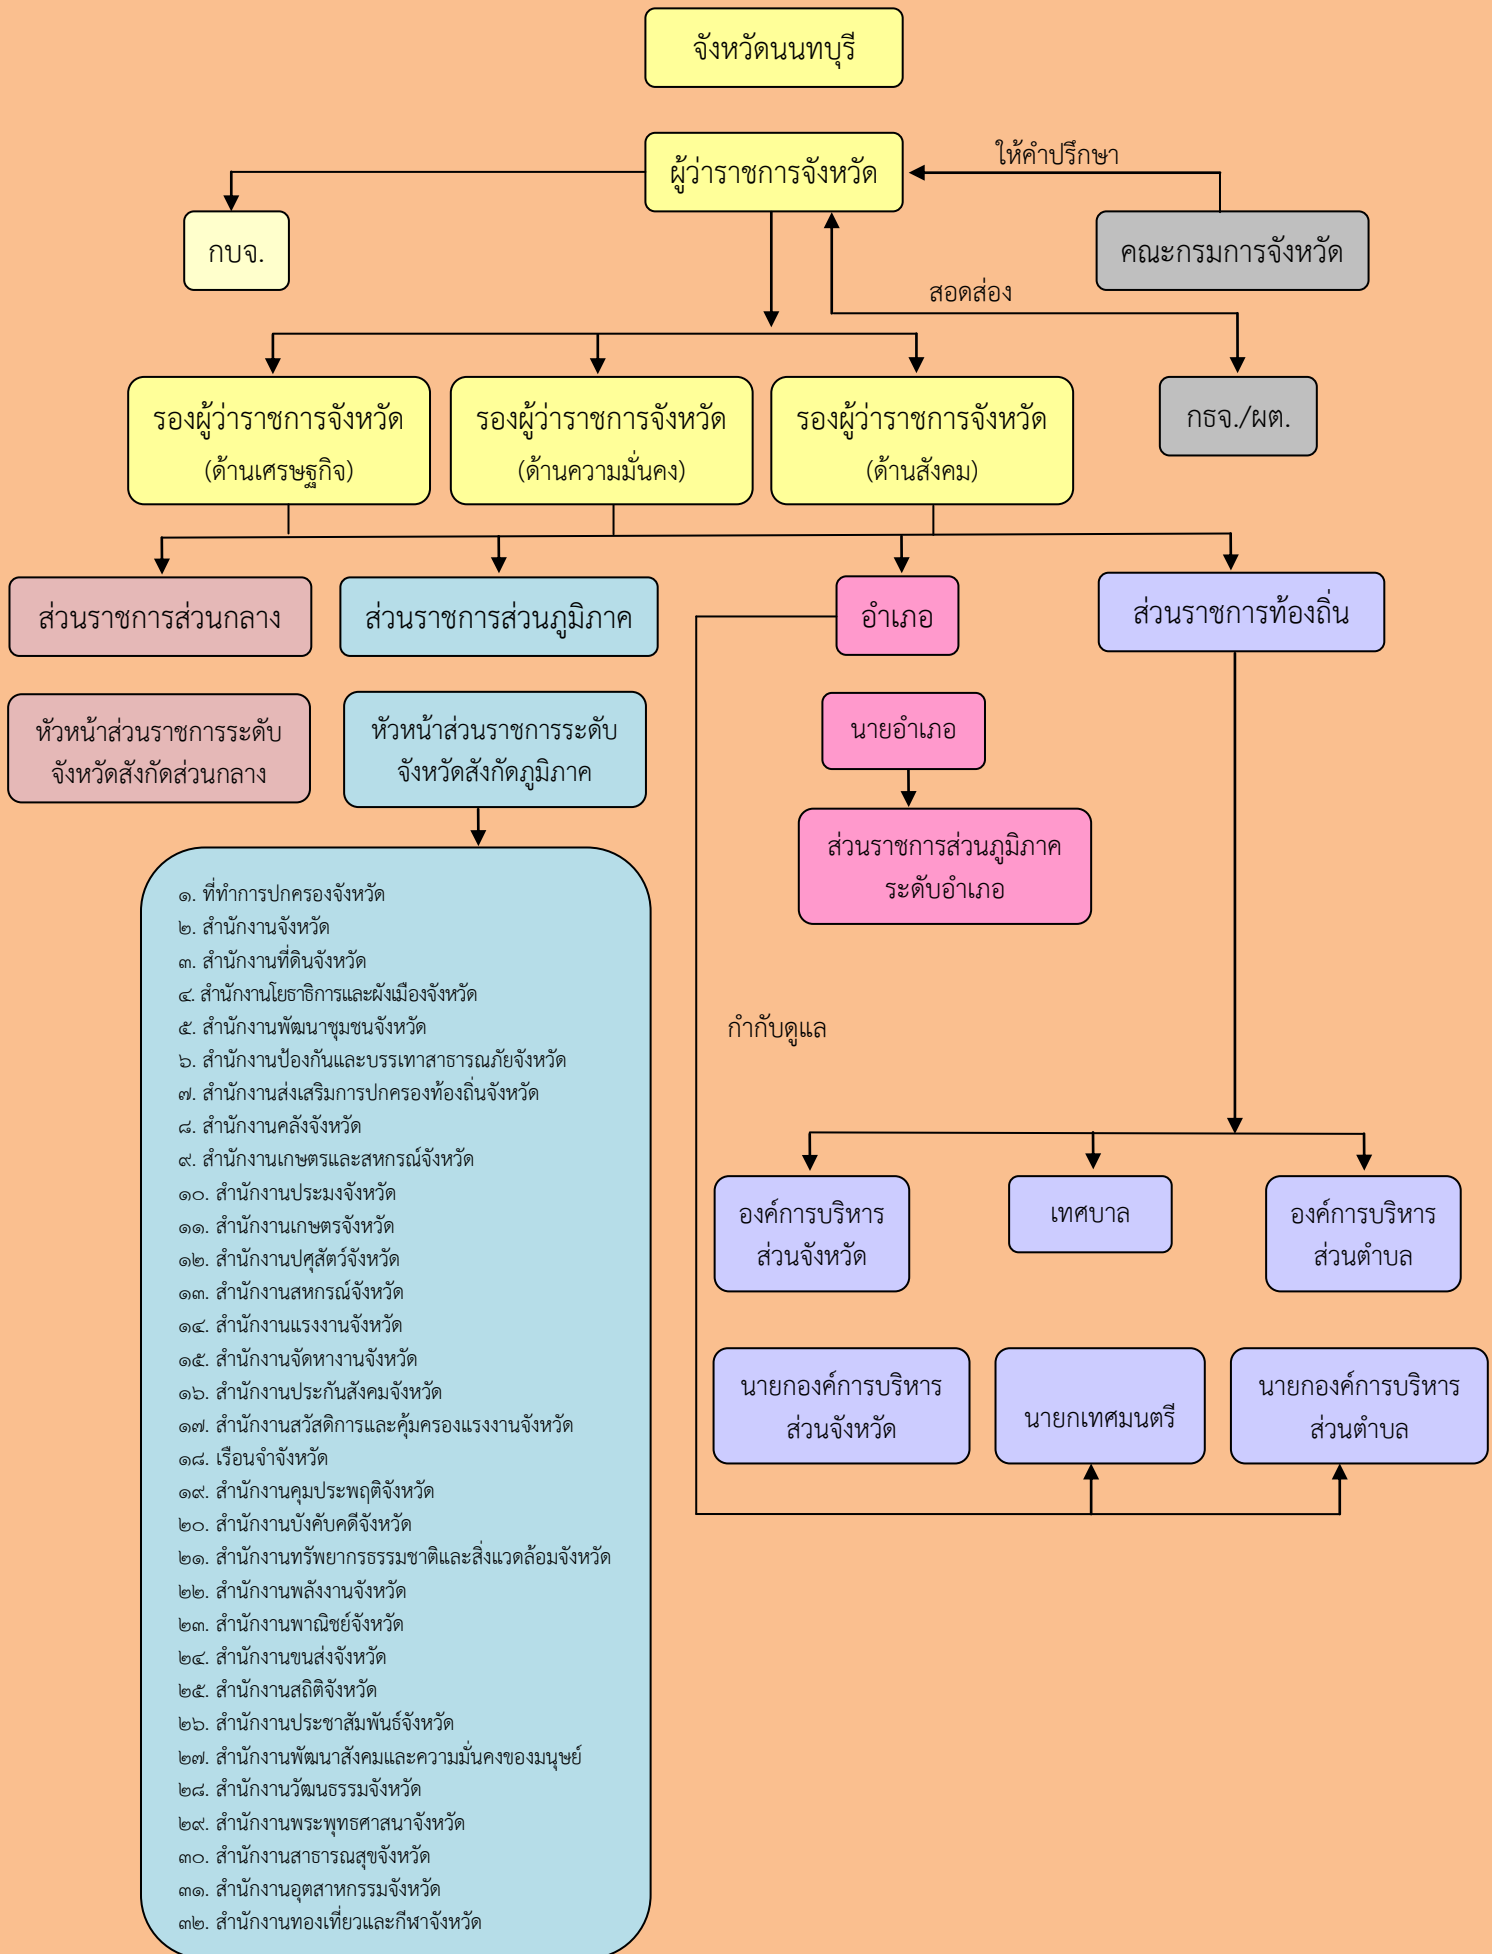 จังหวัดนนทบุรี
ผู้ว่าราชการจังหวัด
ให้คำปรึกษา
กบจ.
คณะกรมการจังหวัด
สอดส่อง
รองผู้ว่าราชการจังหวัด
(ด้านเศรษฐกิจ)
รองผู้ว่าราชการจังหวัด
(ด้านความมั่นคง)
รองผู้ว่าราชการจังหวัด
(ด้านสังคม)
กธจ./ผต.
ส่วนราชการส่วนกลาง
ส่วนราชการส่วนภูมิภาค
อำเภอ
ส่วนราชการท้องถิ่น
หัวหน้าส่วนราชการระดับ
จังหวัดสังกัดส่วนกลาง
หัวหน้าส่วนราชการระดับ
จังหวัดสังกัดภูมิภาค
นายอำเภอ
ส่วนราชการส่วนภูมิภาค
ระดับอำเภอ
๑. ที่ทำการปกครองจังหวัด
๒. สำนักงานจังหวัด
๓. สำนักงานที่ดินจังหวัด
๔. สำนักงานโยธาธิการและผังเมืองจังหวัด
๕. สำนักงานพัฒนาชุมชนจังหวัด
๖. สำนักงานป้องกันและบรรเทาสาธารณภัยจังหวัด
๗. สำนักงานส่งเสริมการปกครองท้องถิ่นจังหวัด
๘. สำนักงานคลังจังหวัด
๙. สำนักงานเกษตรและสหกรณ์จังหวัด
๑๐. สำนักงานประมงจังหวัด
๑๑. สำนักงานเกษตรจังหวัด
๑๒. สำนักงานปศุสัตว์จังหวัด
๑๓. สำนักงานสหกรณ์จังหวัด
๑๔. สำนักงานแรงงานจังหวัด
๑๕. สำนักงานจัดหางานจังหวัด
๑๖. สำนักงานประกันสังคมจังหวัด
๑๗. สำนักงานสวัสดิการและคุ้มครองแรงงานจังหวัด
๑๘. เรือนจำจังหวัด
๑๙. สำนักงานคุมประพฤติจังหวัด
๒๐. สำนักงานบังคับคดีจังหวัด
๒๑. สำนักงานทรัพยากรธรรมชาติและสิ่งแวดล้อมจังหวัด
๒๒. สำนักงานพลังงานจังหวัด
๒๓. สำนักงานพาณิชย์จังหวัด
๒๔. สำนักงานขนส่งจังหวัด
๒๕. สำนักงานสถิติจังหวัด
๒๖. สำนักงานประชาสัมพันธ์จังหวัด
๒๗. สำนักงานพัฒนาสังคมและความมั่นคงของมนุษย์
๒๘. สำนักงานวัฒนธรรมจังหวัด
๒๙. สำนักงานพระพุทธศาสนาจังหวัด
๓๐. สำนักงานสาธารณสุขจังหวัด
๓๑. สำนักงานอุตสาหกรรมจังหวัด
๓๒. สำนักงานทองเที่ยวและกีฬาจังหวัด
กำกับดูแล
องค์การบริหาร
ส่วนจังหวัด
เทศบาล
องค์การบริหาร
ส่วนตำบล
นายกองค์การบริหาร
ส่วนจังหวัด
นายกเทศมนตรี
นายกองค์การบริหาร
ส่วนตำบล